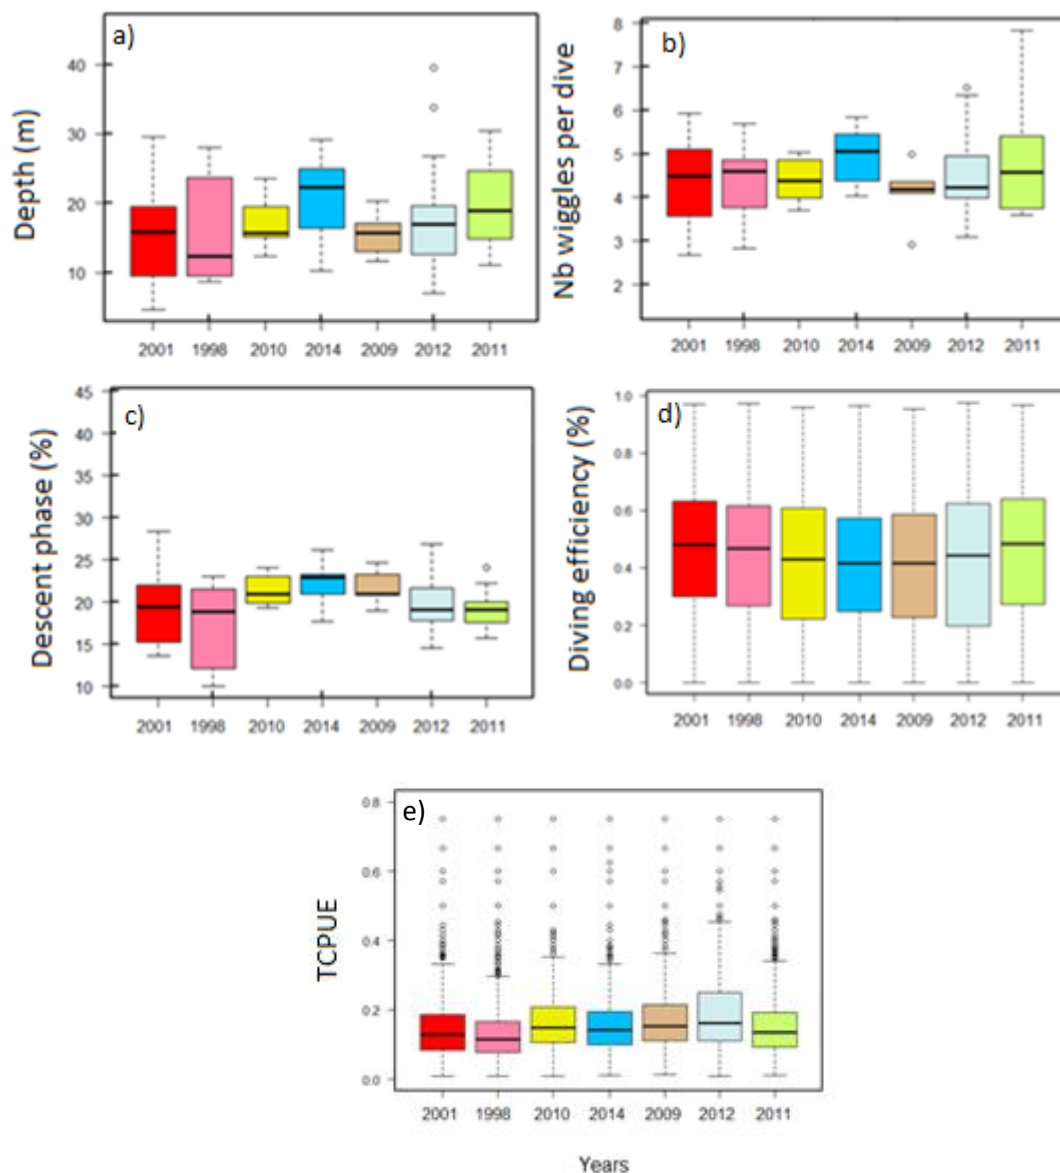 a)
Depth (m)
40
30
20
10
2001 1998 2010 2014 2009 2012 2011
b)
Nb wiggles per dive
8
7
6
5
4
3
2
2001 1998 2010 2014 2009 2012 2011
c)
Descent phase (%)
45
40
35
30
25
20
15
10
2001 1998 2010 2014 2009 2012 2011
d)
Diving efficiency (%)
1.0
0.8
0.6
0.4
0.2
0.0
2001 1998 2010 2014 2009 2012 2011
e)
TCPUE
0.8
0.6
0.4
0.2
0.0
2001 1998 2010 2014 2009 2012 2011
Years